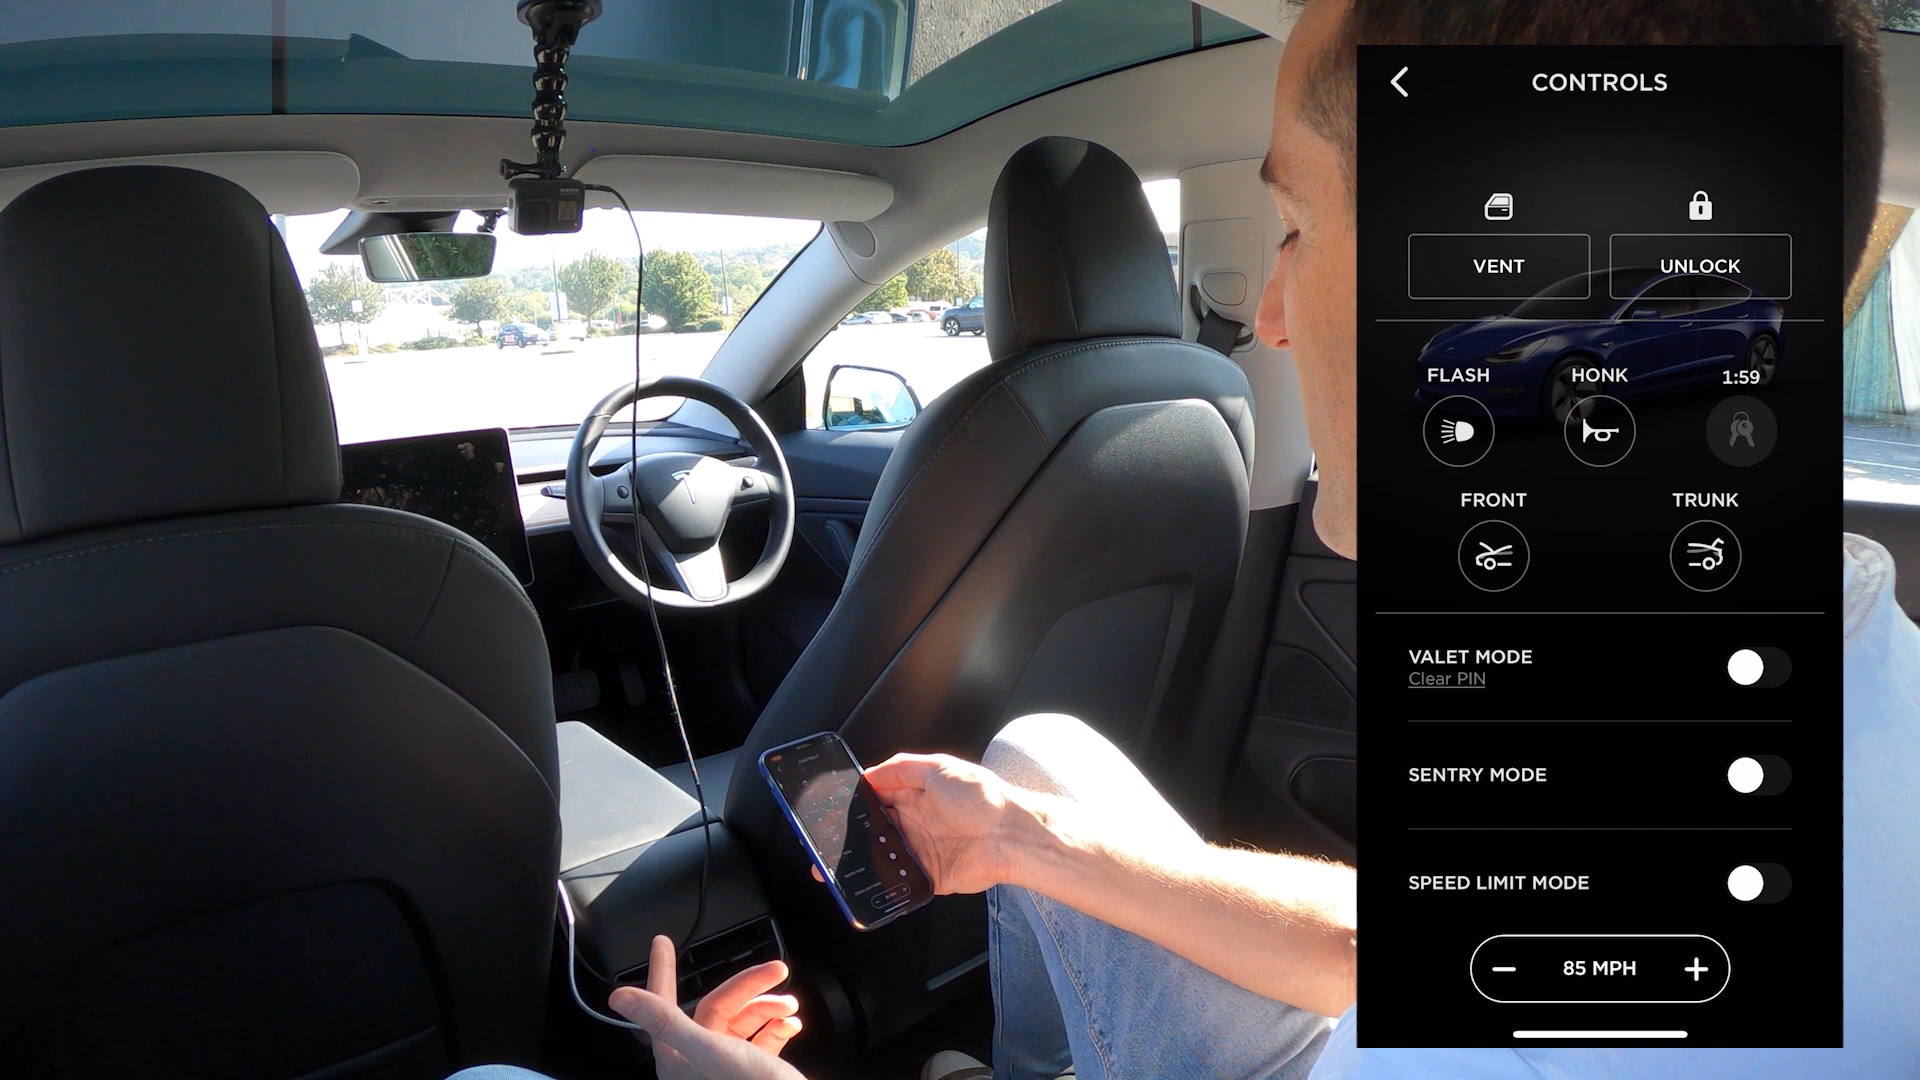 CONTROLS
VENT
UNLOCK
FLASH
HONK
1:59
FRONT
TRUNK
VALET MODE
Clear PIN
SENTRY MODE
SPEED LIMIT MODE
85 MPH